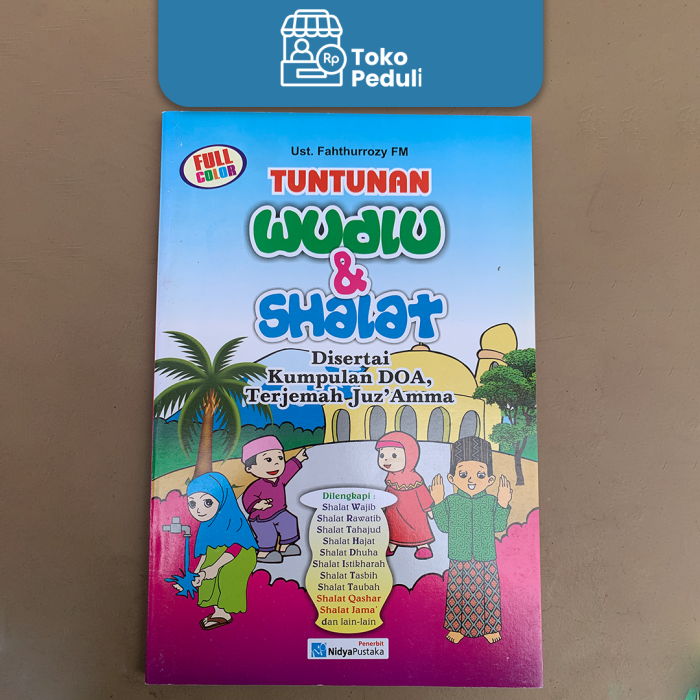 Rp
Toko
Peduli
FULL
COLOR
Ust. Fahthurrozy FM
TUNTUNAN
WUDLU
&
SHALAT
Disertai
Kumpulan DOA,
Terjemah Juz'Amma
Dilengkapi :
Shalat Wajib
Shalat Rawatib
Shalat Tahajud
Shalat Hajat
Shalat Dhuha
Shalat Istikharah
Shalat Tasbih
Shalat Taubah
Shalat Qashar
Shalat Jama'
dan lain-lain
Penerbit
NidyaPustaka